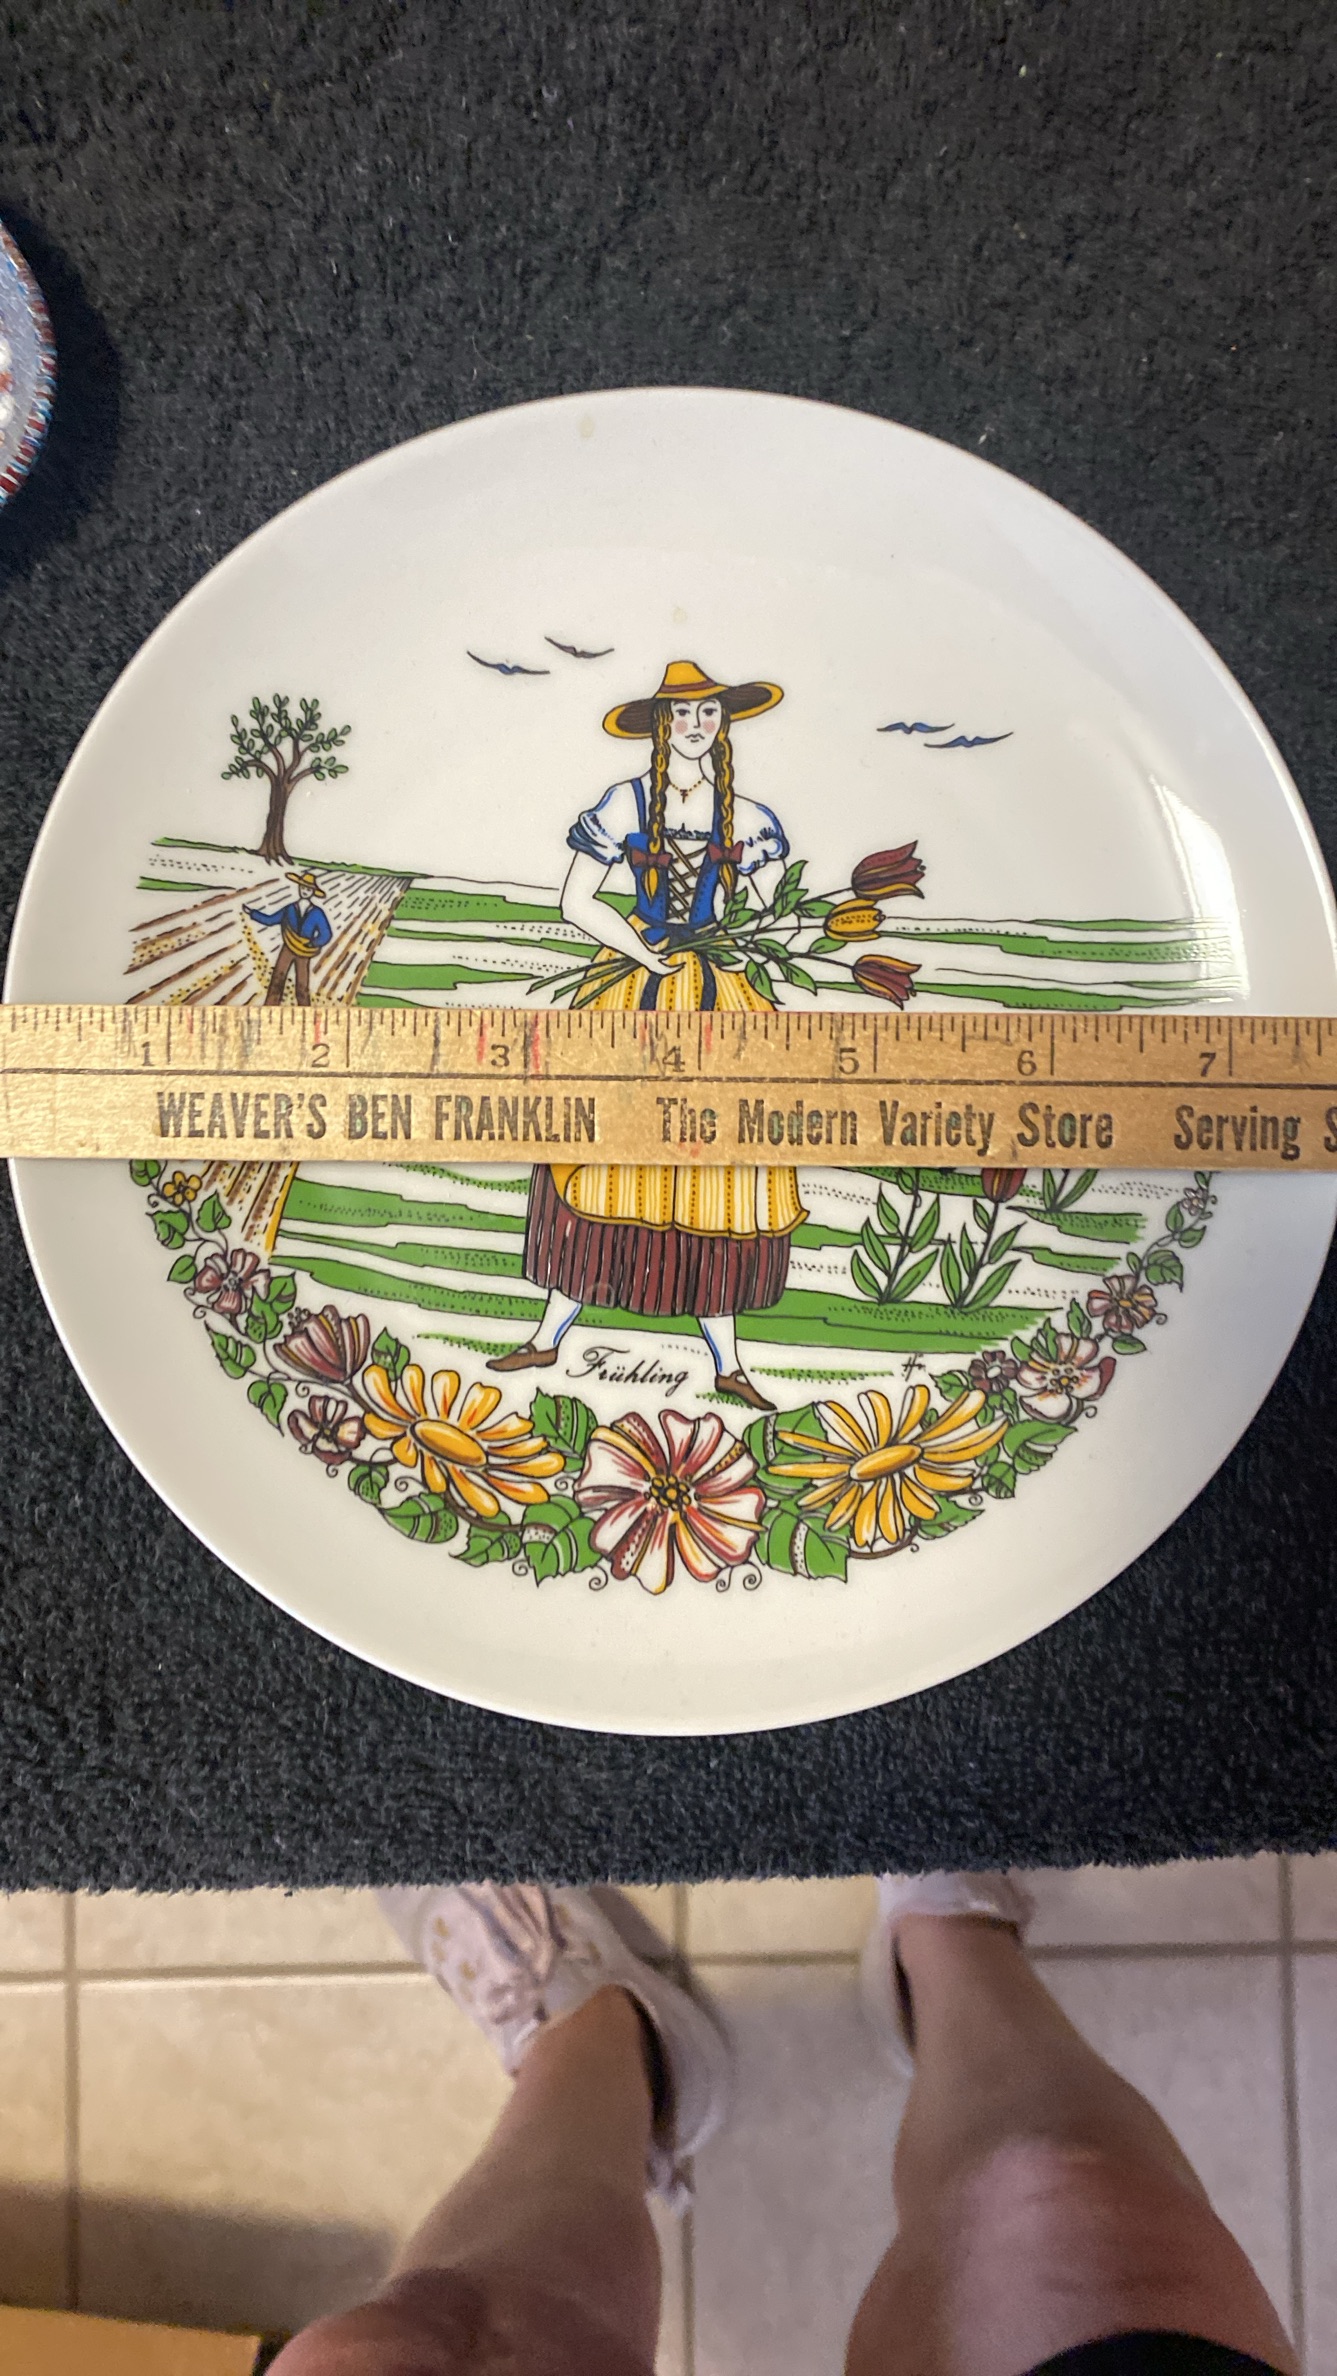 1 2 3 4 5 6 7
WEAVER'S BEN FRANKLIN The Modern Variety Store Serving S
Frühling